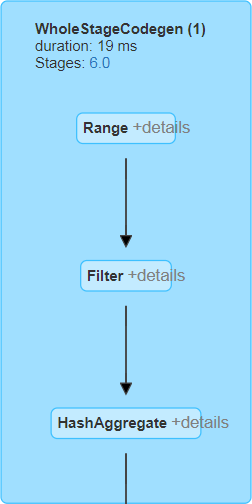 WholeStageCodegen (1)
duration: 19 ms
Stages: 6.0
Range +details
Filter +details
HashAggregate +details